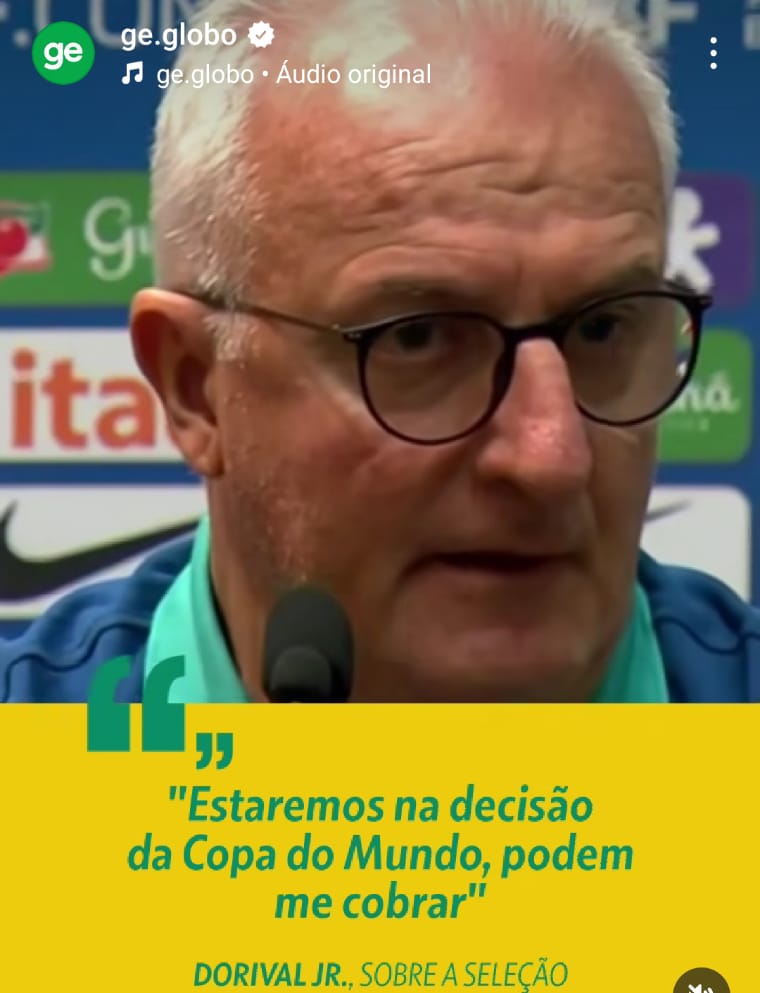 ge
ge.globo
ge.globo • Áudio original
ita
"Estaremos na decisão
da Copa do Mundo, podem
me cobrar"
DORIVAL JR., SOBRE A SELEÇÃO